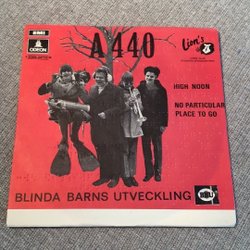 EMI
ODEON
A 440
Lion's
HIGH NOON
NO PARTICULAR
PLACE TO GO
BLINDA BARNS UTVECKLING